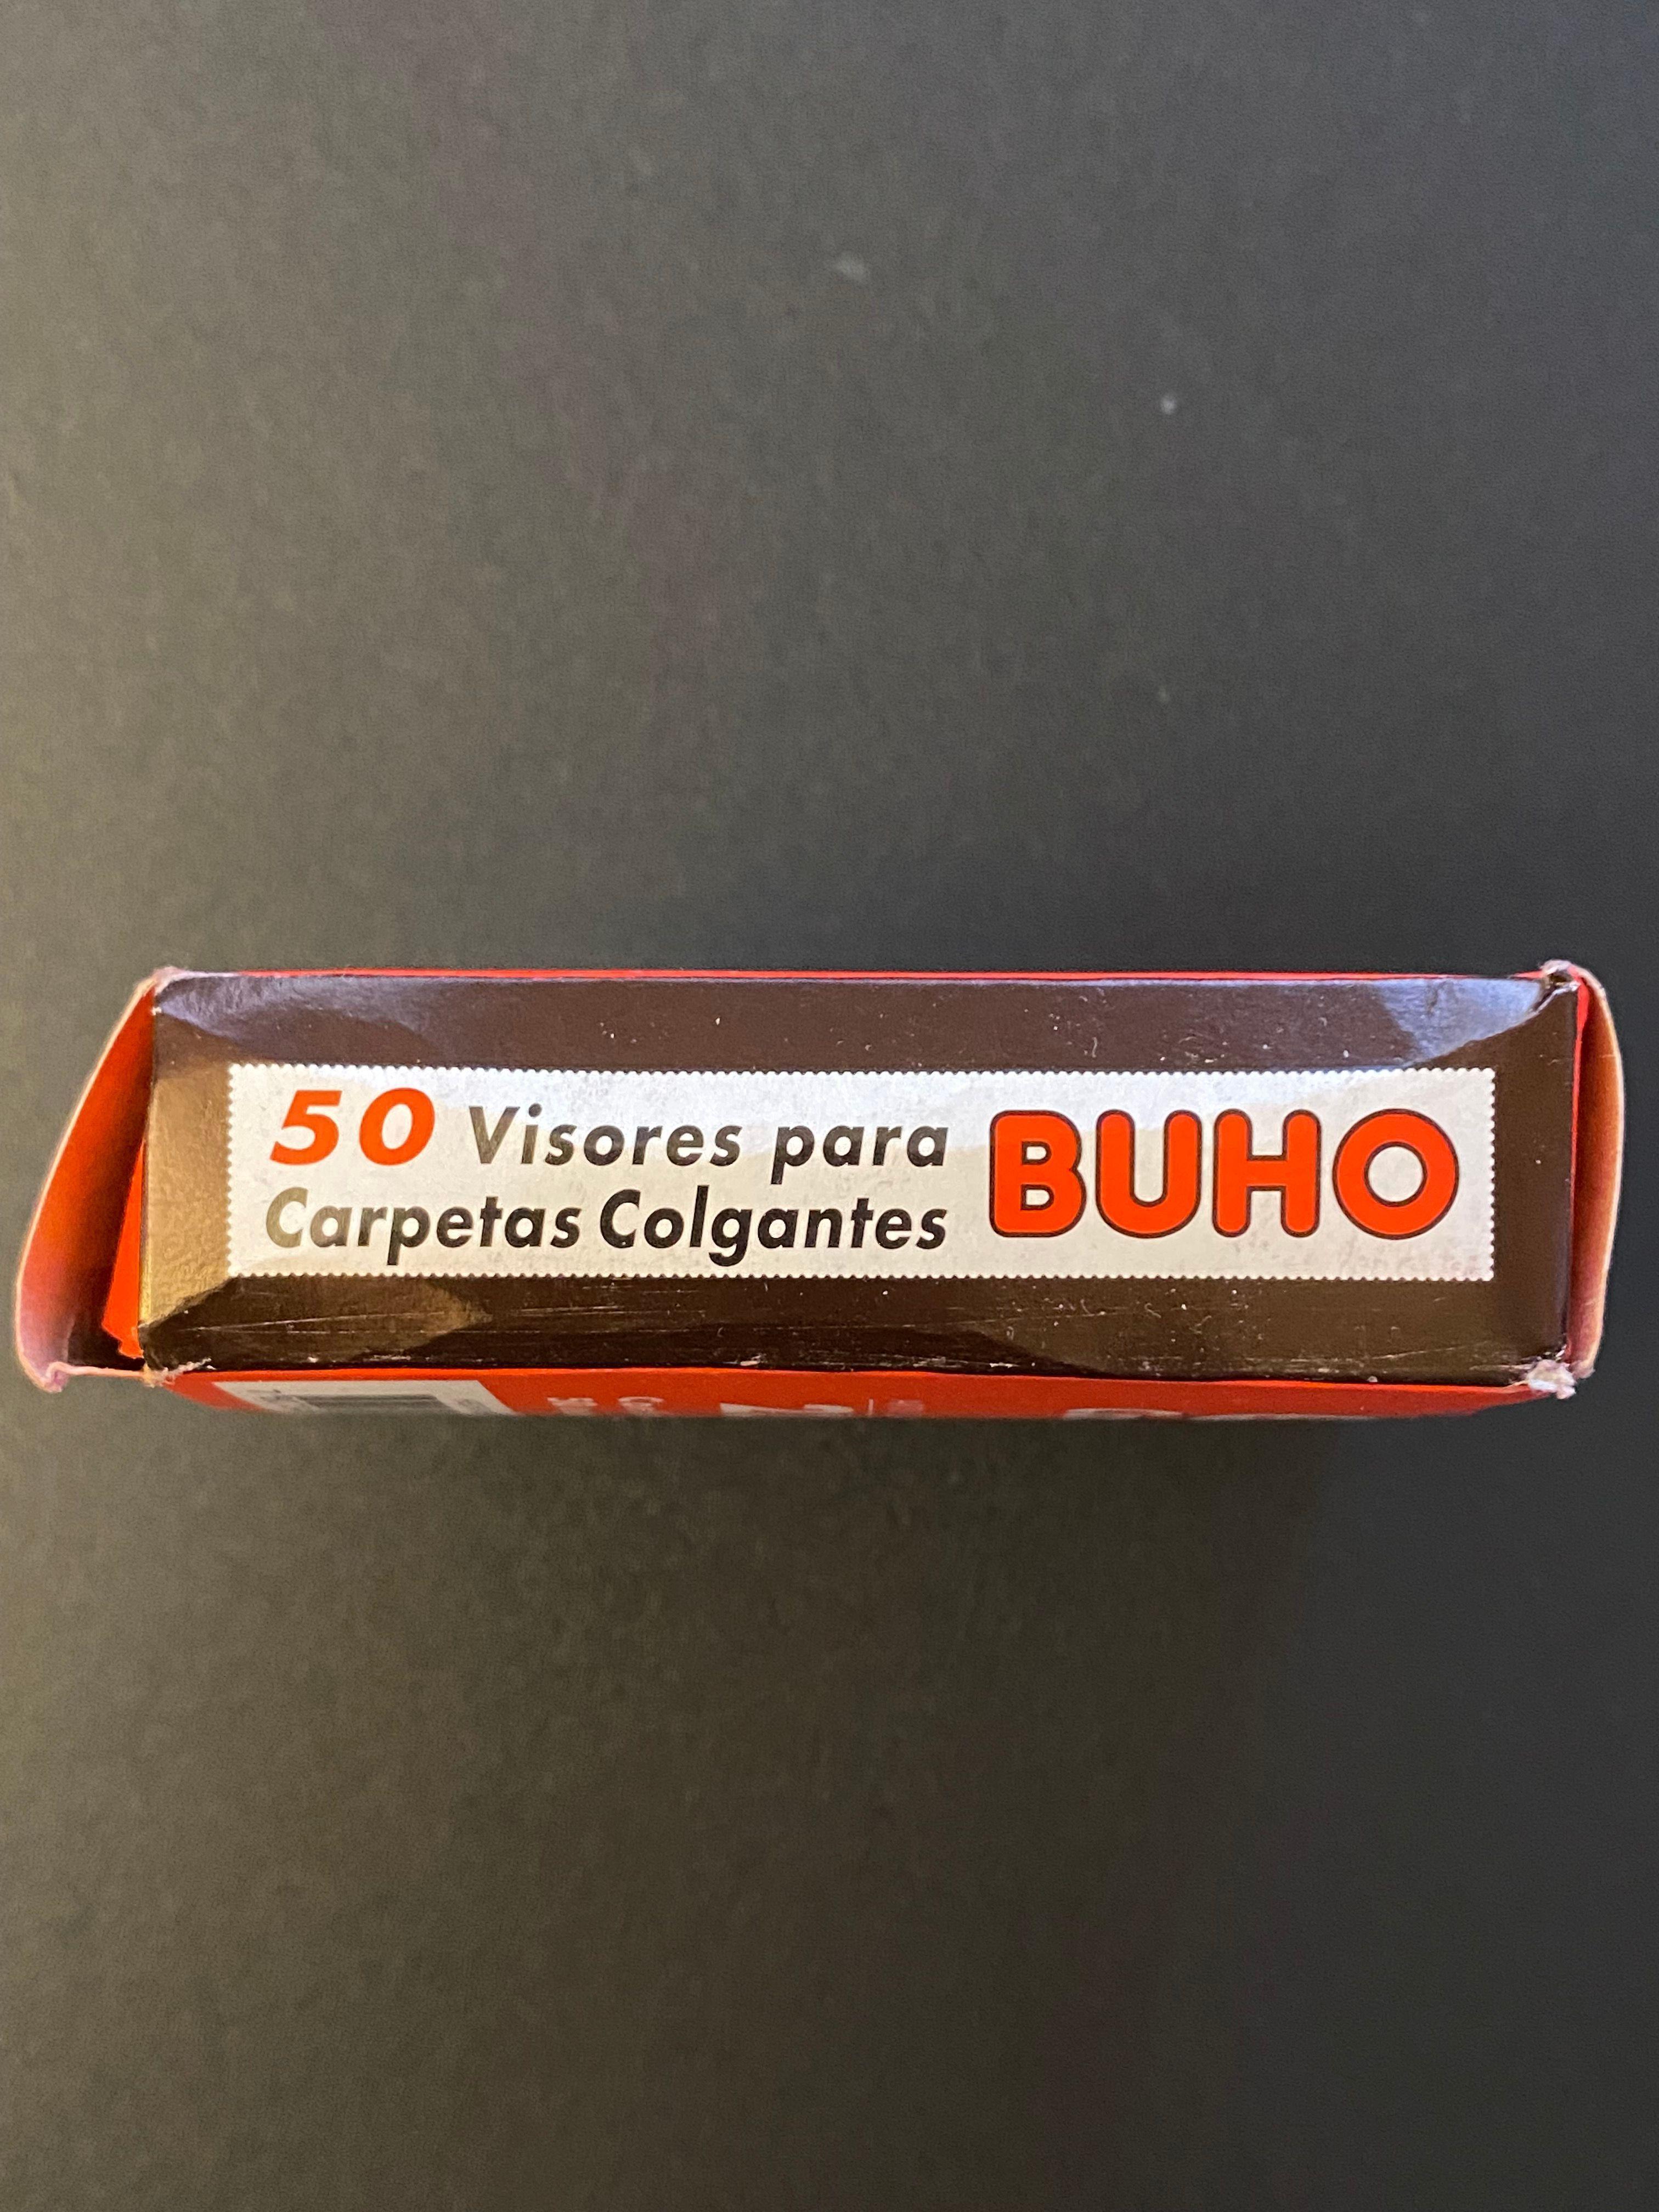 50 Visores para
Carpetas Colgantes
BUHO